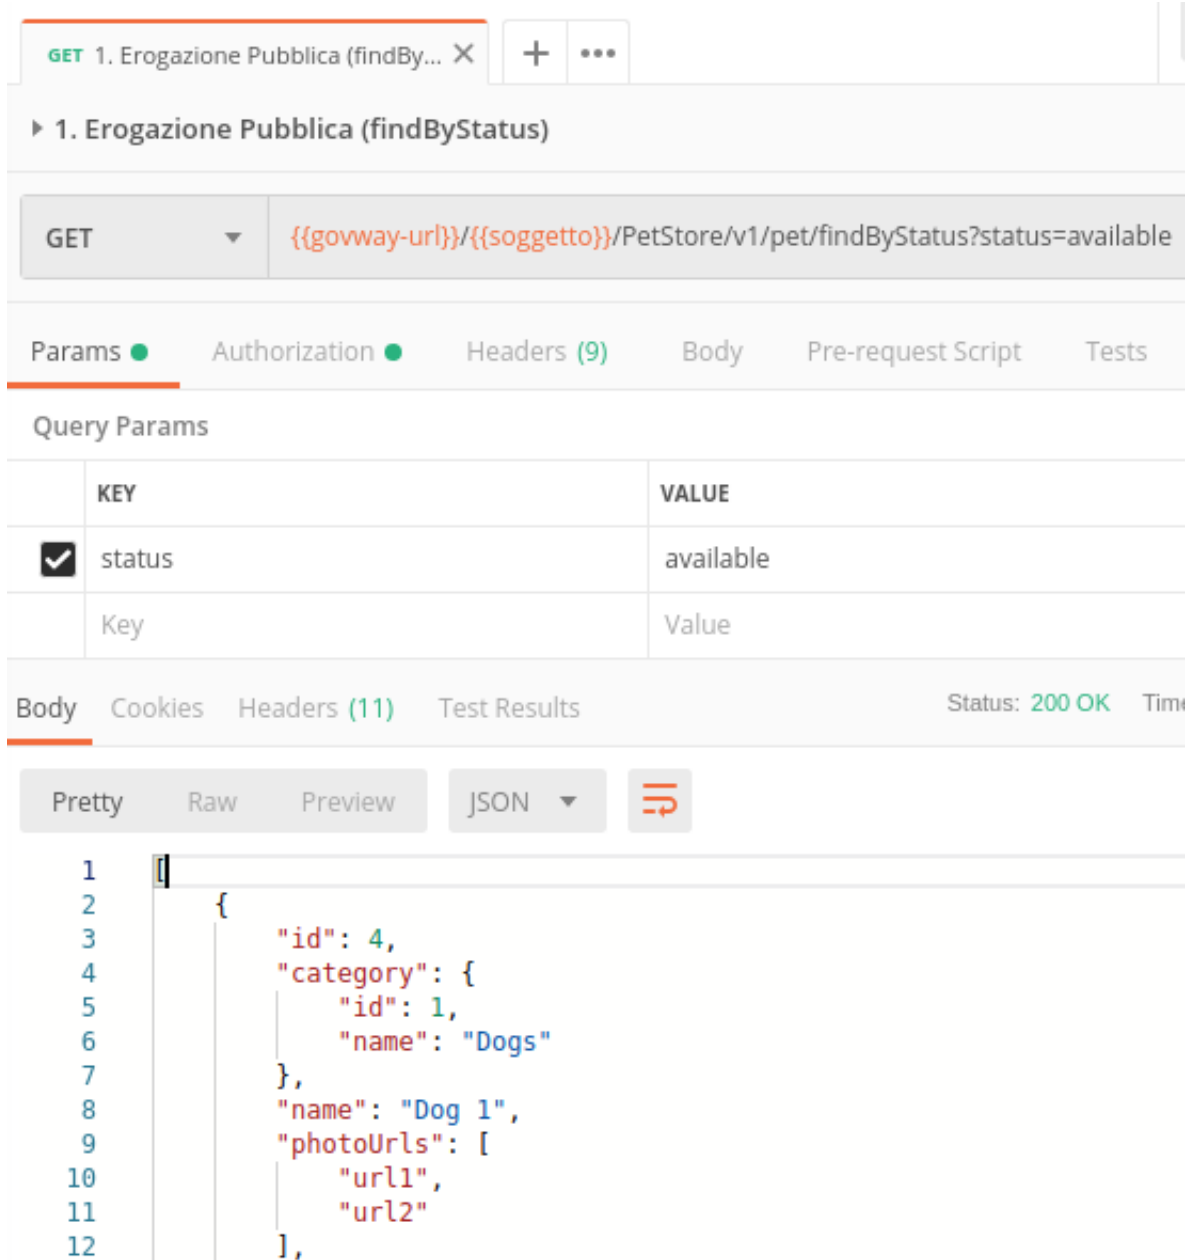 GET 1. Erogazione Pubblica (findBy...
1. Erogazione Pubblica (findByStatus)
GET {{govway-url}}/{{soggetto}}/PetStore/v1/pet/findByStatus?status=available
Params Authorization Headers (9) Body Pre-request Script Tests
Query Params
KEY VALUE
status available
Key Value
Body Cookies Headers (11) Test Results Status: 200 OK Time
Pretty Raw Preview JSON
1 [
2 {
3 "id": 4,
4 "category": {
5 "id": 1,
6 "name": "Dogs"
7 },
8 "name": "Dog 1",
9 "photoUrls": [
10 "url1",
11 "url2"
12 ],